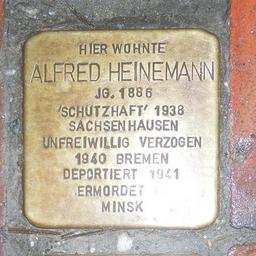 HIER WOHNTE
ALFRED HEINEMANN
JG. 1886
'SCHUTZHAFT' 1938
SACHSENHAUSEN
UNFREIWILLIG VERZOGEN
1940 BREMEN
DEPORTIERT 1941
ERMORDET
MINSK